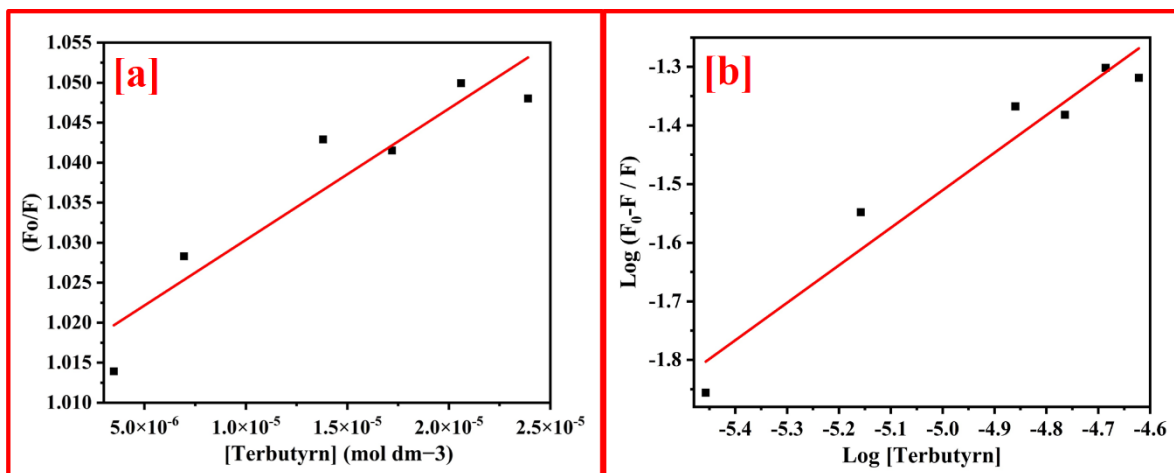 [a]
1.055
1.050
1.045
1.040
1.035
1.030
1.025
1.020
1.015
1.010
(Fo/F)
5.0×10⁻⁶ 1.0×10⁻⁵ 1.5×10⁻⁵ 2.0×10⁻⁵ 2.5×10⁻⁵
[Terbutyrn] (mol dm−3)
[b]
-1.3
-1.4
-1.5
-1.6
-1.7
-1.8
Log (F₀-F / F)
-5.4 -5.3 -5.2 -5.1 -5.0 -4.9 -4.8 -4.7 -4.6
Log [Terbutyrn]